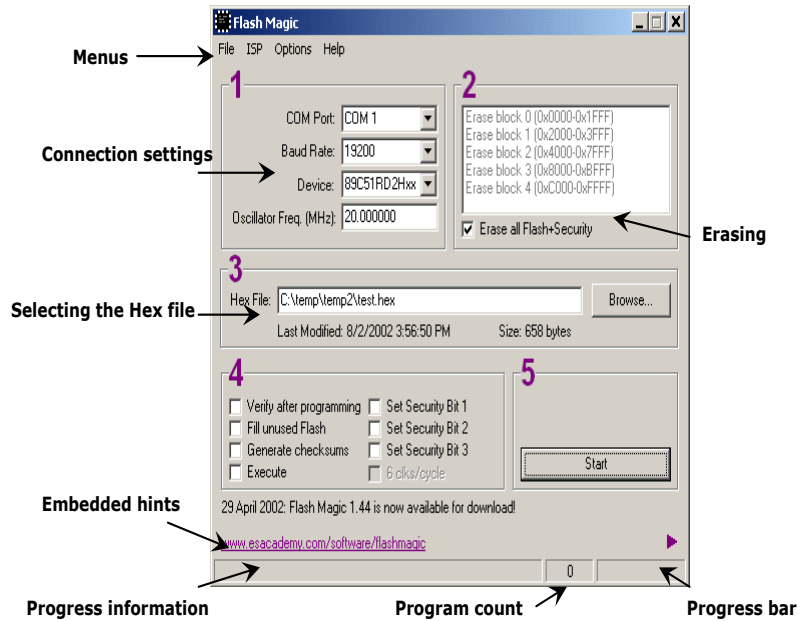 Flash Magic
File ISP Options Help
Menus
1
COM Port: COM 1
Baud Rate: 19200
Device: 89C51RD2Hxx
Oscillator Freq. (MHz): 20.000000
Connection settings
2
Erase block 0 (0x0000-0x1FFF)
Erase block 1 (0x2000-0x3FFF)
Erase block 2 (0x4000-0x7FFF)
Erase block 3 (0x8000-0xBFFF)
Erase block 4 (0xC000-0xFFFF)
Erase all Flash+Security
Erasing
3
Selecting the Hex file
Hex File: C:\temp\temp2\test.hex Browse...
Last Modified: 8/2/2002 3:56:50 PM Size: 658 bytes
4
Verify after programming Set Security Bit 1
Fill unused Flash Set Security Bit 2
Generate checksums Set Security Bit 3
Execute 6 clks/cycle
5
Start
Embedded hints
29 April 2002: Flash Magic 1.44 is now available for download!
www.esacademy.com/software/flashmagic
0
Progress information Program count Progress bar